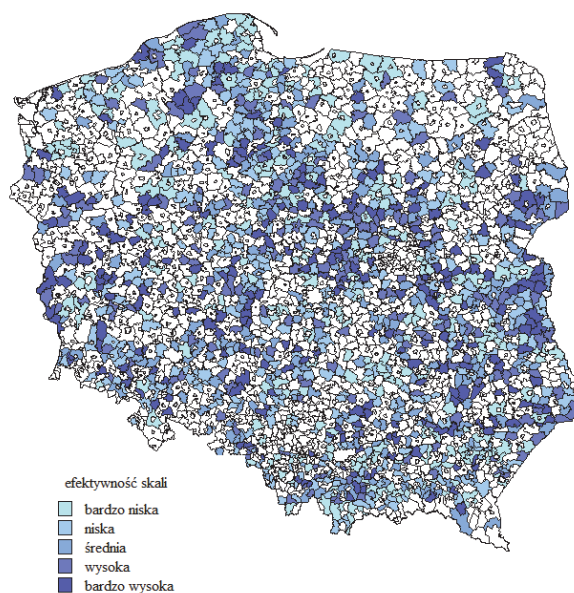 efektywność skali
bardzo niska
niska
średnia
wysoka
bardzo wysoka